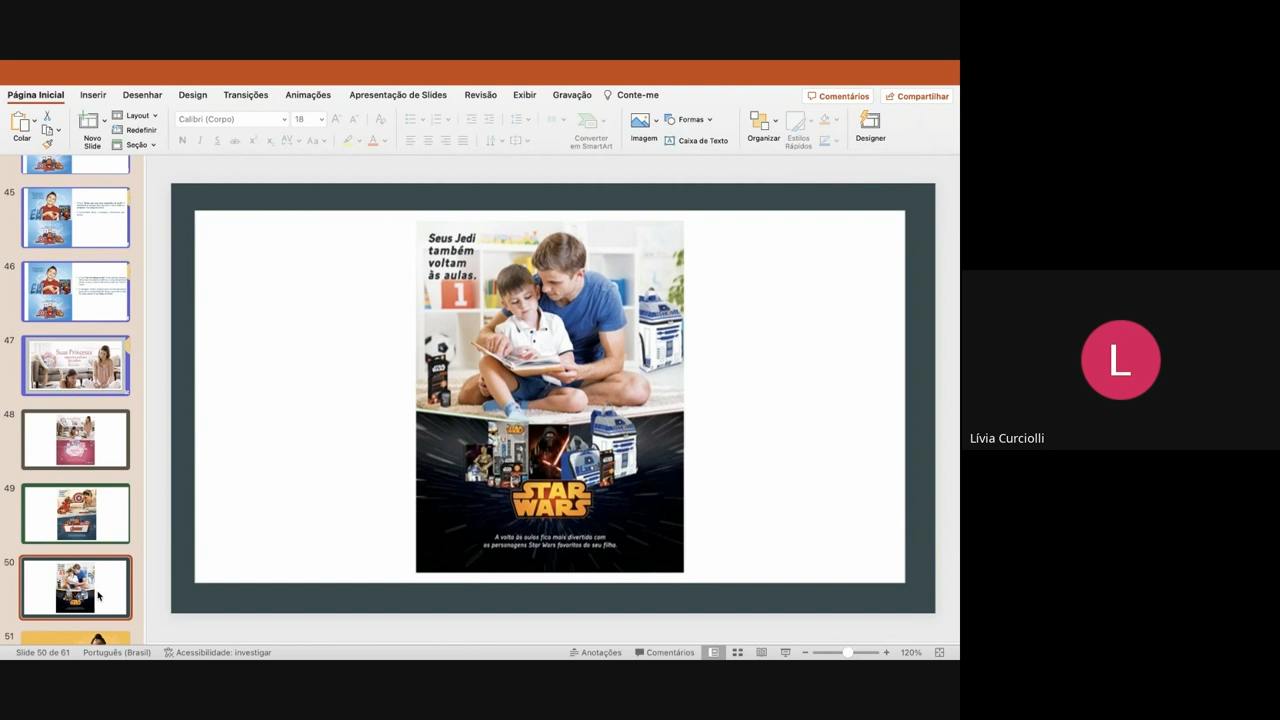 Página Inicial
Inserir
Desenhar
Design
Transições
Animações
Apresentação de Slides
Revisão
Exibir
Gravação
Conte-me
Comentários
Compartilhar
Colar
Novo
Slide
Layout
Redefinir
Seção
Calibri (Corpo)
18
Converter
em SmartArt
Imagem
Formas
Caixa de Texto
Organizar
Estilos
Rápidos
Designer
45
46
47
48
49
50
51
Seus Jedi
também
voltam
às aulas.
1
STAR
WARS
A volta às aulas fica mais divertida com
os personagens Star Wars favoritos do seu filho.
Slide 50 de 61
Português (Brasil)
Acessibilidade: investigar
Anotações
Comentários
120%
L
Lívia Curciolli